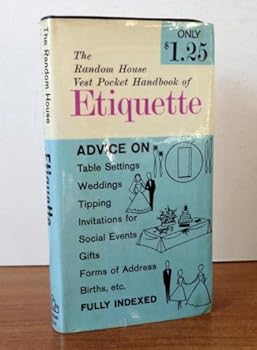 ONLY
$1.25
The
Random House
Vest Pocket Handbook of
Etiquette
ADVICE ON
Table Settings
Weddings
Tipping
Invitations for
Social Events
Gifts
Forms of Address
Births, etc.
FULLY INDEXED
The Random House
Etiquette